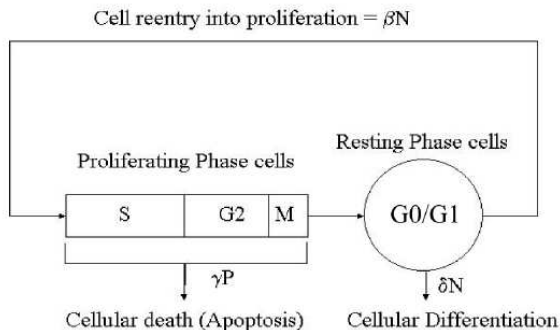 Cell reentry into proliferation = βN
Resting Phase cells
Proliferating Phase cells
S G2 M G0/G1
γP δN
Cellular death (Apoptosis) Cellular Differentiation